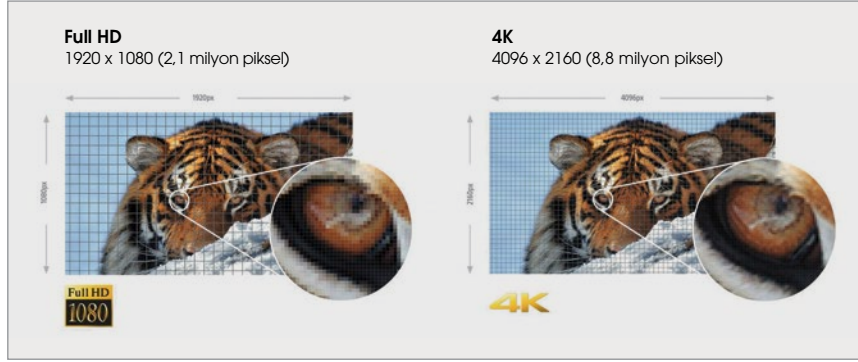 Full HD
1920 x 1080 (2,1 milyon piksel)
1920px
1080px
Full HD
1080
4K
4096 x 2160 (8,8 milyon piksel)
4096px
2160px
4K